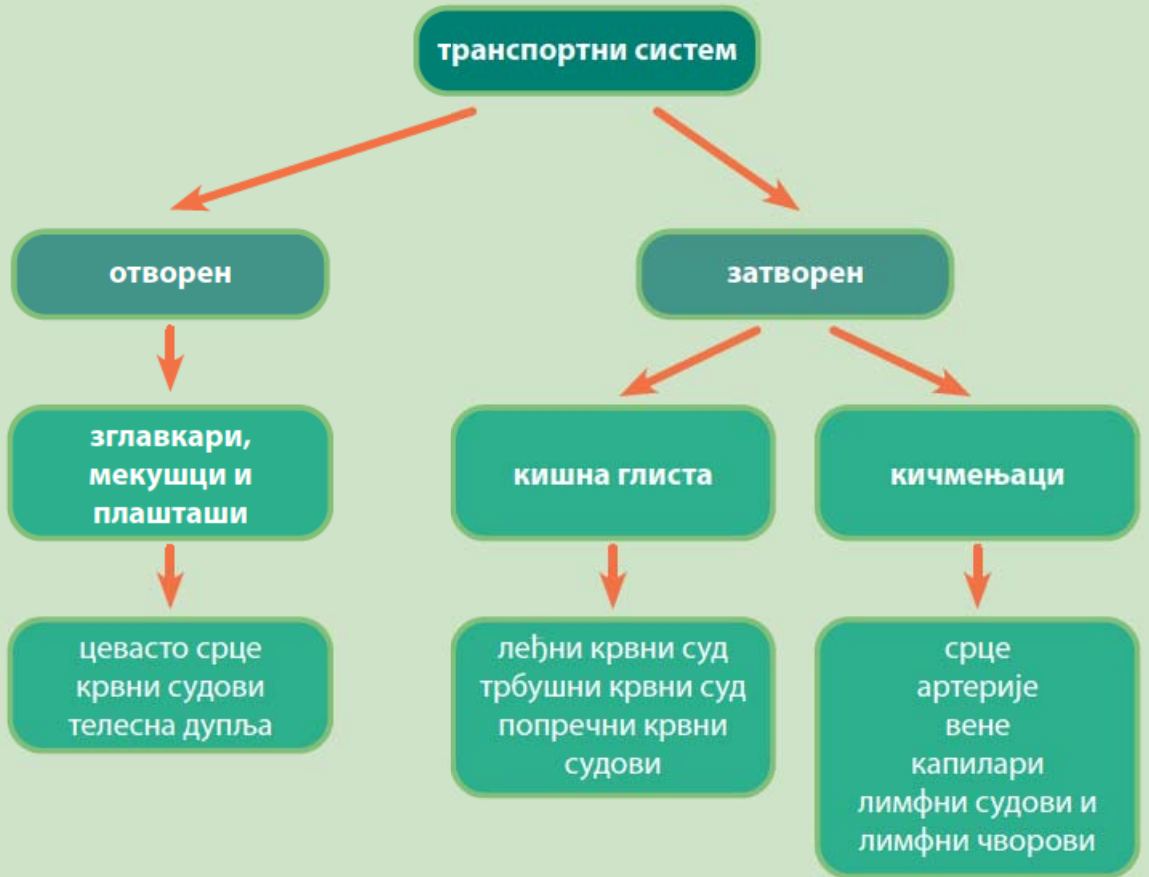 транспортни систем
отворен
затворен
зглавкари,
мекушци и
плашташи
кишна глиста
кичмењаци
цевасто срце
крвни судови
телесна дупља
леђни крвни суд
трбушни крвни суд
попречни крвни
судови
срце
артерије
вене
капилари
лимфни судови и
лимфни чворови